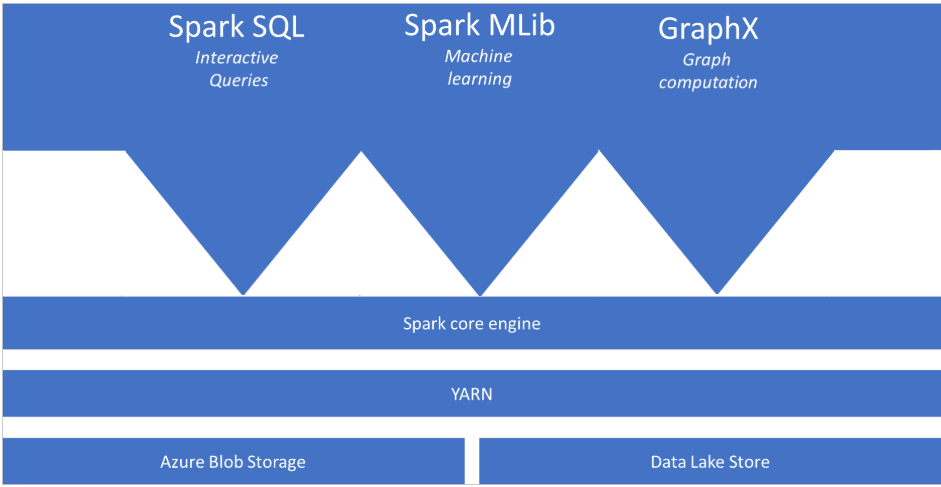 Spark SQL
Interactive
Queries
Spark MLib
Machine
learning
GraphX
Graph
computation
Spark core engine
YARN
Azure Blob Storage
Data Lake Store